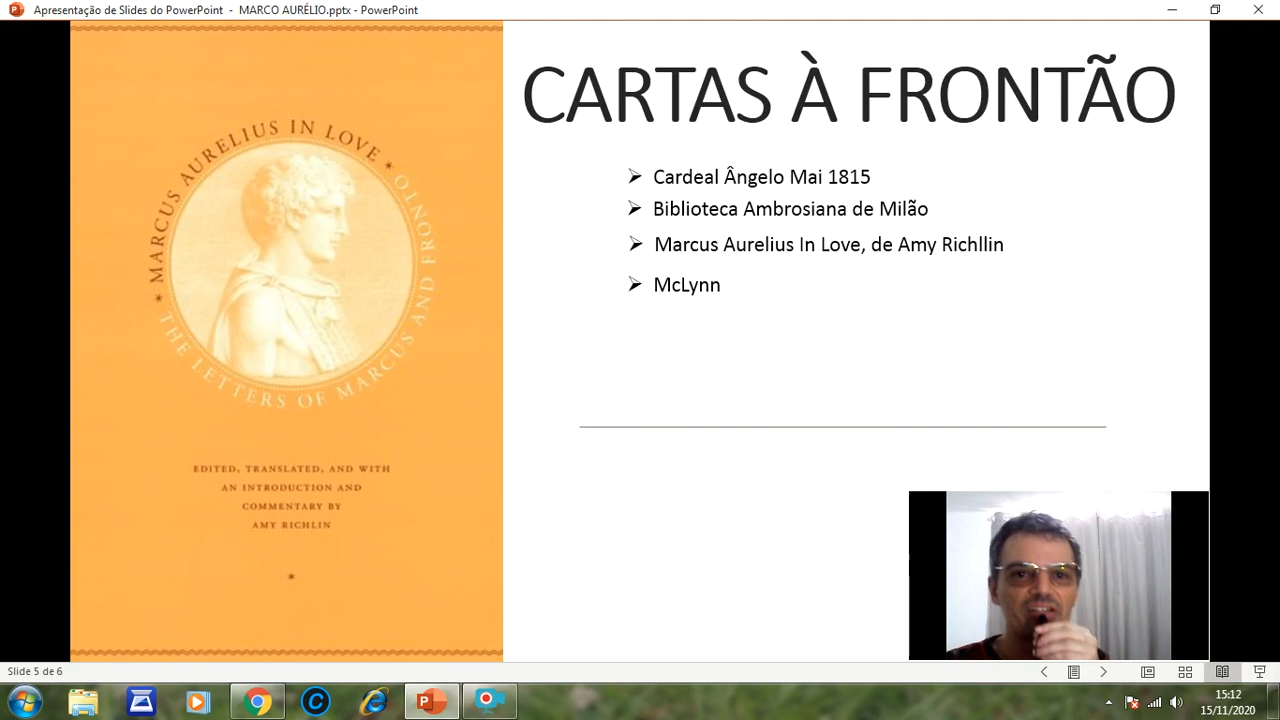 Apresentação de Slides do PowerPoint - MARCO AURÉLIO.pptx - PowerPoint
* MARCUS AURELIUS IN LOVE *
THE LETTERS OF MARCUS AND FRONTO
EDITED, TRANSLATED, AND WITH
AN INTRODUCTION AND
COMMENTARY BY
AMY RICHLIN
*
CARTAS À FRONTÃO
Cardeal Ângelo Mai 1815
Biblioteca Ambrosiana de Milão
Marcus Aurelius In Love, de Amy Richllin
McLynn
Slide 5 de 6
15:12
15/11/2020